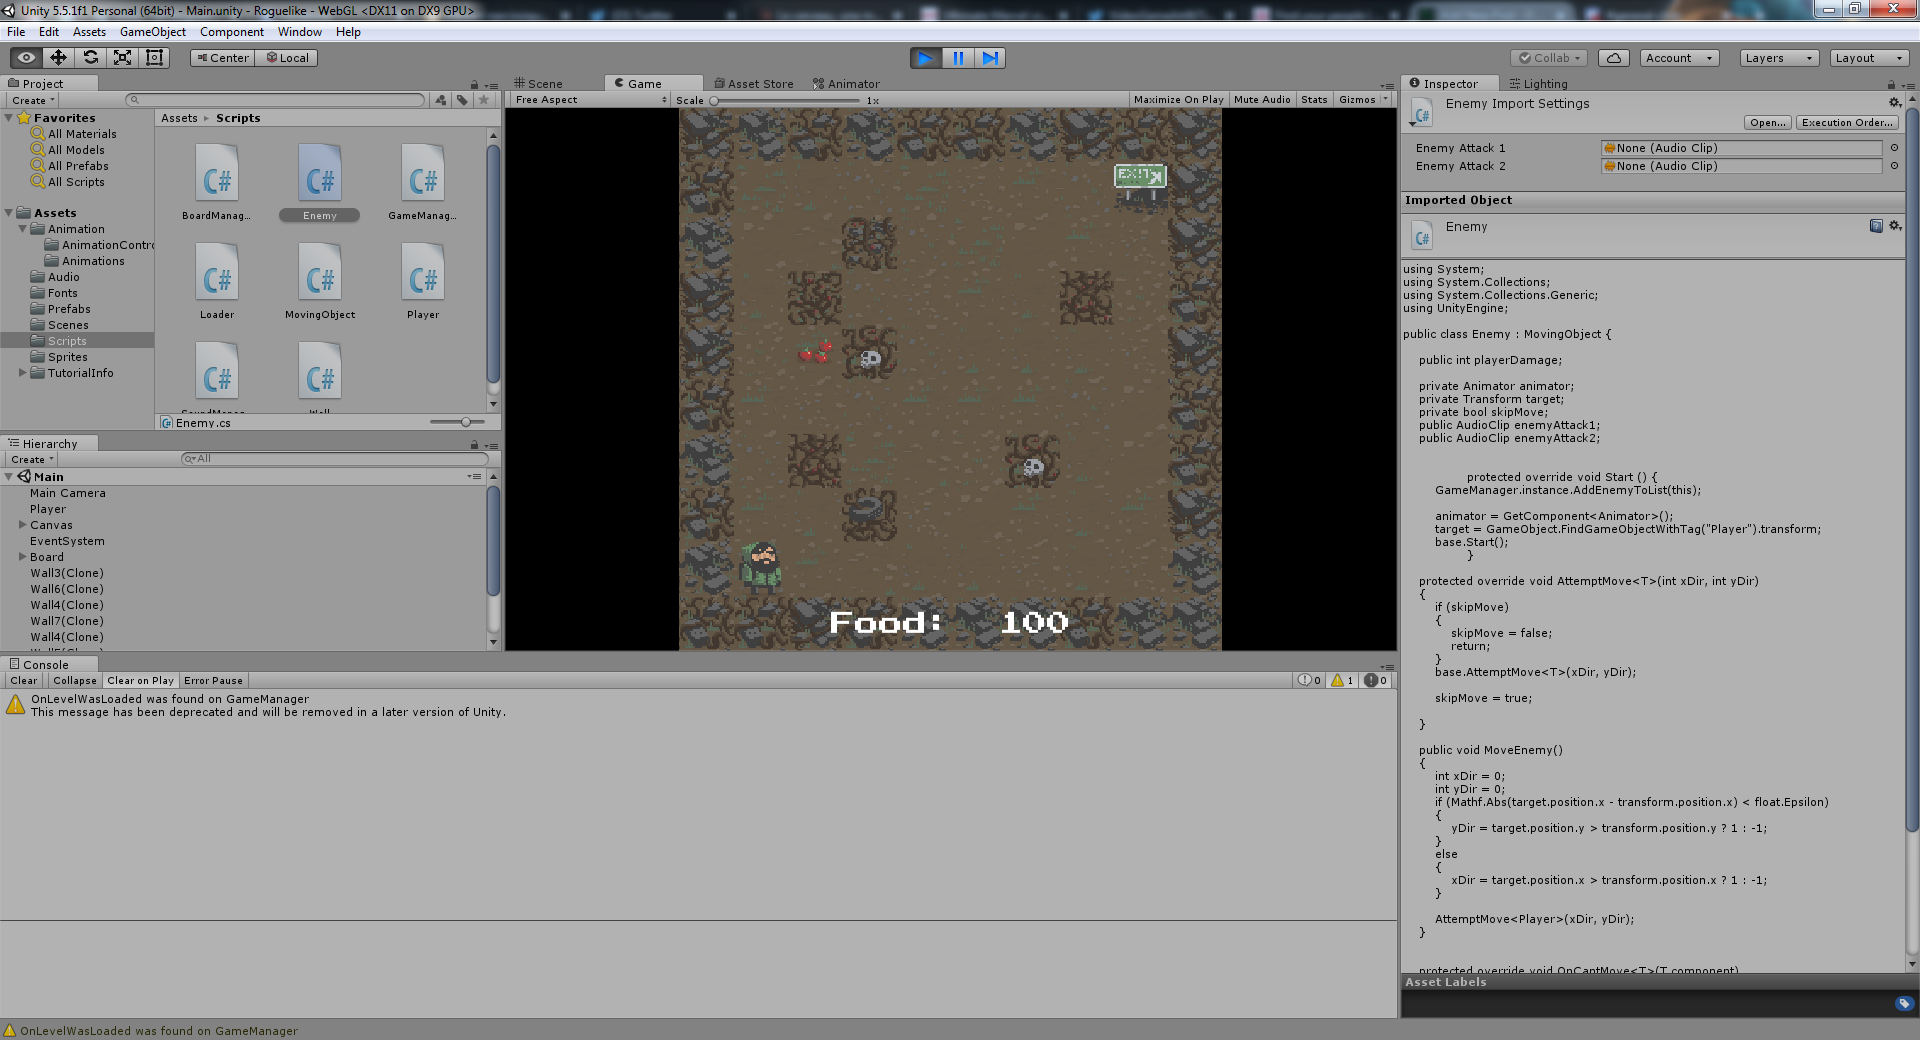 Unity 5.5.1f1 Personal (64bit) - Main.unity - Roguelike - WebGL <DX11 on DX9 GPU>
File Edit Assets GameObject Component Window Help
Center Local
Collab Account Layers Layout
Project
Create
Favorites
All Materials
All Models
All Prefabs
All Scripts
Assets
Animation
AnimationContro
Animations
Audio
Fonts
Prefabs
Scenes
Scripts
Sprites
TutorialInfo
Assets Scripts
BoardManag... Enemy GameManag...
C# C# C#
Loader MovingObject Player
C# C# C#
C# C#
Enemy.cs
Hierarchy
Create All
Main
Main Camera
Player
Canvas
EventSystem
Board
Wall3(Clone)
Wall6(Clone)
Wall4(Clone)
Wall7(Clone)
Wall4(Clone)
Scene Game Asset Store Animator
Free Aspect Scale 1x Maximize On Play Mute Audio Stats Gizmos
EXIT
Food: 100
Console
Clear Collapse Clear on Play Error Pause 0 1 0
OnLevelWasLoaded was found on GameManager
This message has been deprecated and will be removed in a later version of Unity.
OnLevelWasLoaded was found on GameManager
Inspector Lighting
Enemy Import Settings
C#
Open... Execution Order...
Enemy Attack 1 None (Audio Clip)
Enemy Attack 2 None (Audio Clip)
Imported Object
Enemy
C#
using System;
using System.Collections;
using System.Collections.Generic;
using UnityEngine;
public class Enemy : MovingObject {
public int playerDamage;
private Animator animator;
private Transform target;
private bool skipMove;
public AudioClip enemyAttack1;
public AudioClip enemyAttack2;
protected override void Start () {
GameManager.instance.AddEnemyToList(this);
animator = GetComponent<Animator>();
target = GameObject.FindGameObjectWithTag("Player").transform;
base.Start();
}
protected override void AttemptMove<T>(int xDir, int yDir)
{
if (skipMove)
{
skipMove = false;
return;
}
base.AttemptMove<T>(xDir, yDir);
skipMove = true;
}
public void MoveEnemy()
{
int xDir = 0;
int yDir = 0;
if (Mathf.Abs(target.position.x - transform.position.x) < float.Epsilon)
{
yDir = target.position.y > transform.position.y ? 1 : -1;
}
else
{
xDir = target.position.x > transform.position.x ? 1 : -1;
}
AttemptMove<Player>(xDir, yDir);
}
protected override void OnCantMove<T>(T component)
Asset Labels